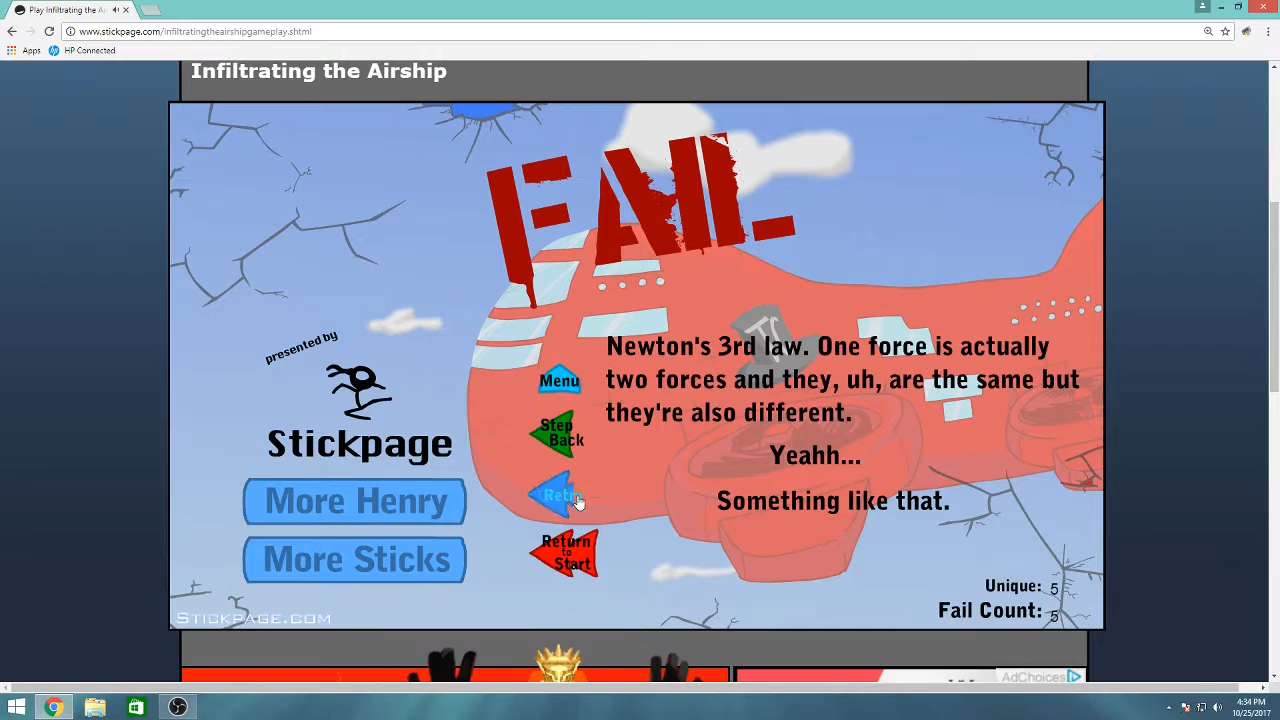 Play Infiltrating the Ai
www.stickpage.com/infiltratingtheairshipgameplay.shtml
Apps HP Connected
Infiltrating the Airship
FAIL
presented by
Stickpage
More Henry
More Sticks
STICKPAGE.COM
Menu
Step
Back
Retry
Return
to
Start
Newton's 3rd law. One force is actually
two forces and they, uh, are the same but
they're also different.
Yeahh...
Something like that.
Unique: 5
Fail Count: 5
AdChoices
4:34 PM
10/25/2017